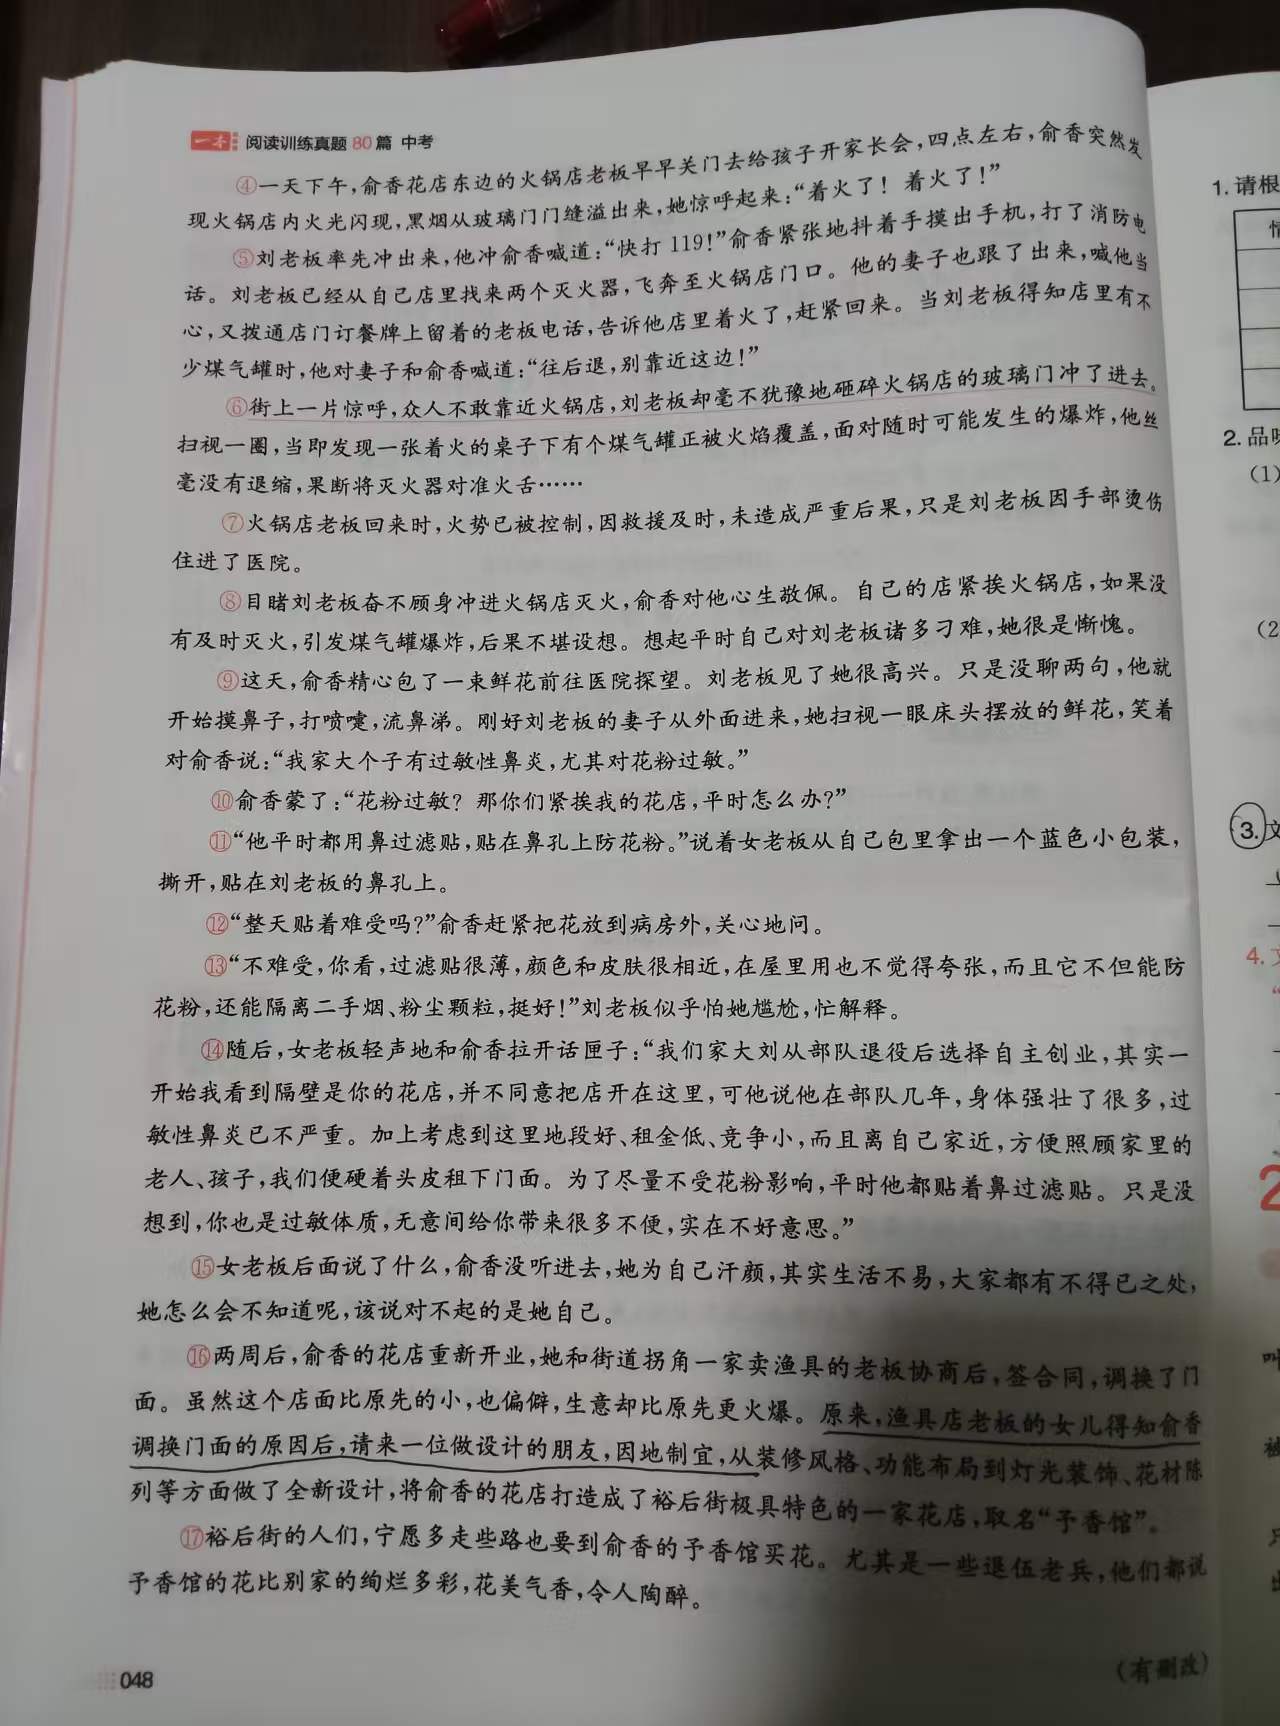 一本 阅读训练真题80篇 中考
④一天下午，俞香花店东边的火锅店老板早早关门去给孩子开家长会，四点左右，俞香突然发
现火锅店内火光闪现，黑烟从玻璃门门缝溢出来，她惊呼起来：“着火了！着火了！”
⑤刘老板率先冲出来，他冲俞香喊道：“快打119！”俞香紧张地抖着手摸出手机，打了消防电
话。刘老板已经从自己店里找来两个灭火器，飞奔至火锅店门口。他的妻子也跟了出来，喊他当
心，又拨通店门订餐牌上留着的老板电话，告诉他店里着火了，赶紧回来。当刘老板得知店里有不
少煤气罐时，他对妻子和俞香喊道：“往后退，别靠近这边！”
⑥街上一片惊呼，众人不敢靠近火锅店，刘老板却毫不犹豫地砸碎火锅店的玻璃门冲了进去。
扫视一圈，当即发现一张着火的桌子下有个煤气罐正被火焰覆盖，面对随时可能发生的爆炸，他丝
毫没有退缩，果断将灭火器对准火舌……
⑦火锅店老板回来时，火势已被控制，因救援及时，未造成严重后果，只是刘老板因手部烫伤
住进了医院。
⑧目睹刘老板奋不顾身冲进火锅店灭火，俞香对他心生敬佩。自己的店紧挨火锅店，如果没
有及时灭火，引发煤气罐爆炸，后果不堪设想。想起平时自己对刘老板诸多刁难，她很是惭愧。
⑨这天，俞香精心包了一束鲜花前往医院探望。刘老板见了她很高兴。只是没聊两句，他就
开始摸鼻子，打喷嚏，流鼻涕。刚好刘老板的妻子从外面进来，她扫视一眼床头摆放的鲜花，笑着
对俞香说：“我家大个子有过敏性鼻炎，尤其对花粉过敏。”
⑩俞香蒙了：“花粉过敏？那你们紧挨我的花店，平时怎么办？”
⑪“他平时都用鼻过滤贴，贴在鼻孔上防花粉。”说着女老板从自己包里拿出一个蓝色小包装，
撕开，贴在刘老板的鼻孔上。
⑫“整天贴着难受吗？”俞香赶紧把花放到病房外，关心地问。
⑬“不难受，你看，过滤贴很薄，颜色和皮肤很相近，在屋里用也不觉得夸张，而且它不但能防
花粉，还能隔离二手烟、粉尘颗粒，挺好！”刘老板似乎怕她尴尬，忙解释。
⑭随后，女老板轻声地和俞香拉开话匣子：“我们家大刘从部队退役后选择自主创业，其实一
开始我看到隔壁是你的花店，并不同意把店开在这里，可他说他在部队几年，身体强壮了很多，过
敏性鼻炎已不严重。加上考虑到这里地段好、租金低、竞争小，而且离自己家近，方便照顾家里的
老人、孩子，我们便硬着头皮租下门面。为了尽量不受花粉影响，平时他都贴着鼻过滤贴。只是没
想到，你也是过敏体质，无意间给你带来很多不便，实在不好意思。”
⑮女老板后面说了什么，俞香没听进去，她为自己汗颜，其实生活不易，大家都有不得已之处，
她怎么会不知道呢，该说对不起的是她自己。
⑯两周后，俞香的花店重新开业，她和街道拐角一家卖渔具的老板协商后，签合同，调换了门
面。虽然这个店面比原先的小，也偏僻，生意却比原先更火爆。原来，渔具店老板的女儿得知俞香
调换门面的原因后，请来一位做设计的朋友，因地制宜，从装修风格、功能布局到灯光装饰、花材陈
列等方面做了全新设计，将俞香的花店打造成了裕后街极具特色的一家花店，取名“予香馆”。
⑰裕后街的人们，宁愿多走些路也要到俞香的予香馆买花。尤其是一些退伍老兵，他们都说
予香馆的花比别家的绚烂多彩，花美气香，令人陶醉。
（有删改）
048
1. 请根
2. 品味
（1）
（2
3. 文
4. 文